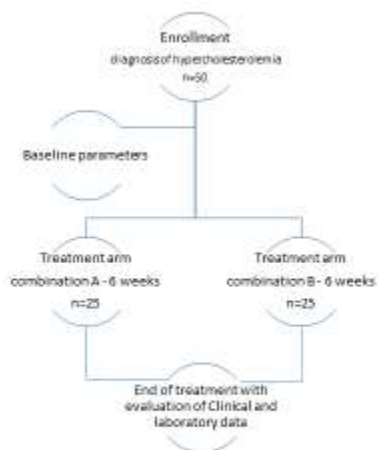 Enrollment
diagnosis of hypercholesterolemia
n=50
Baseline parameters
Treatment arm
combination A - 6 weeks
n=25
Treatment arm
combination B - 6 weeks
n=25
End of treatment with
evaluation of Clinical and
laboratory data